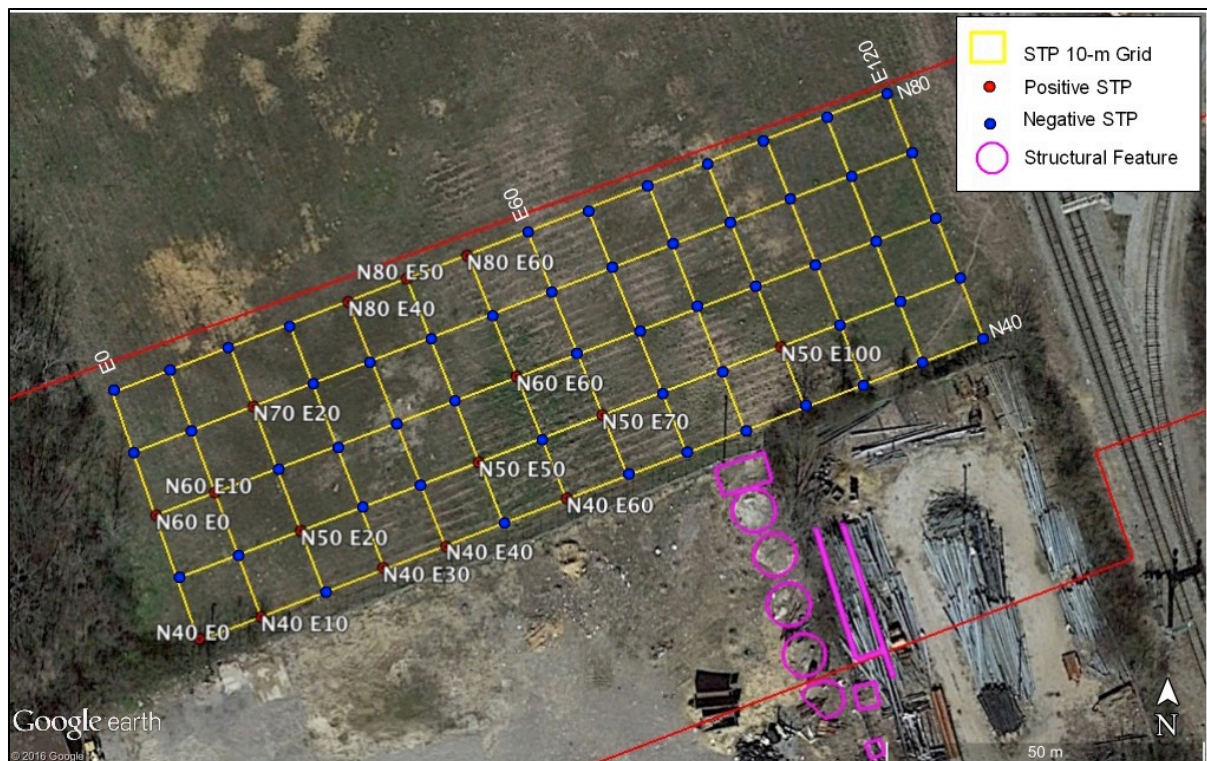 STP 10-m Grid
Positive STP
Negative STP
Structural Feature
E120
N80
E60
N80 E60
N80 E50
N80 E40
E0
N40
N50 E100
N60 E60
N70 E20
N50 E70
N50 E50
N60 E10
N40 E60
N60 E0
N50 E20
N40 E40
N40 E30
N40 E10
N40 E0
N
Google earth
© 2016 Google
50 m